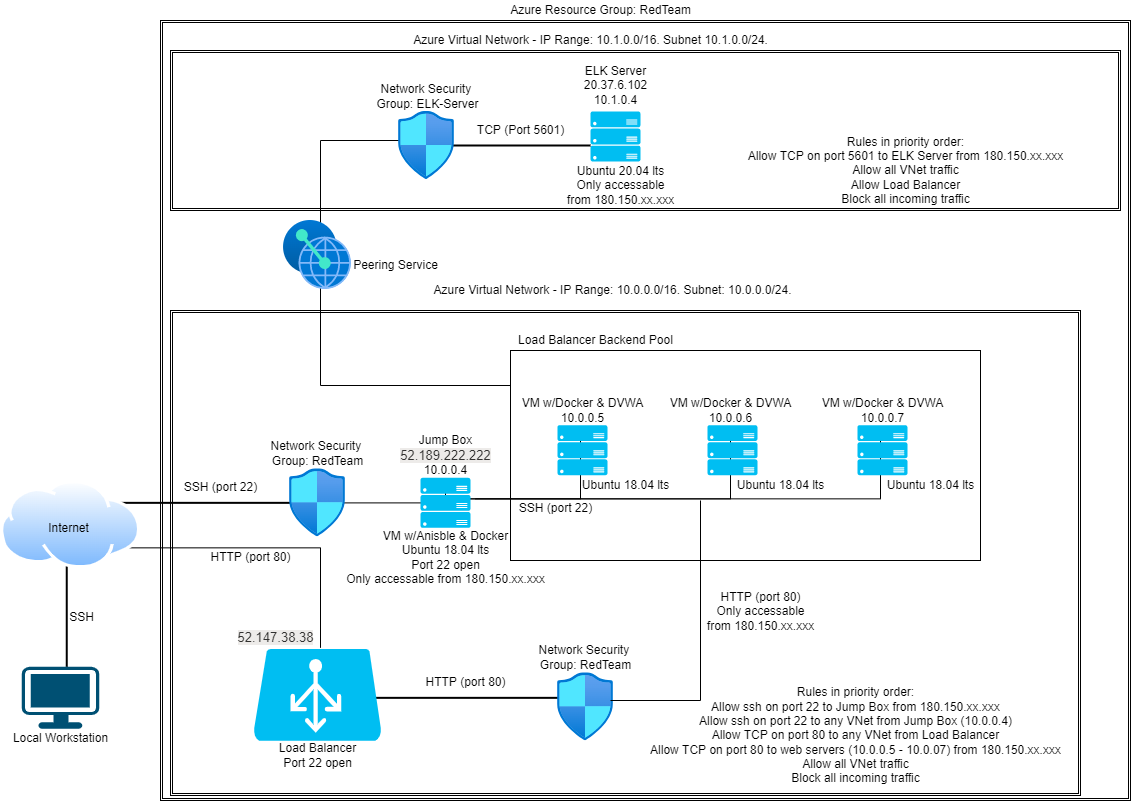 Azure Resource Group: RedTeam
Azure Virtual Network - IP Range: 10.1.0.0/16. Subnet 10.1.0.0/24.
Network Security
Group: ELK-Server
ELK Server
20.37.6.102
10.1.0.4
TCP (Port 5601)
Ubuntu 20.04 lts
Only accessable
from 180.150.xx.xxx
Rules in priority order:
Allow TCP on port 5601 to ELK Server from 180.150.xx.xxx
Allow all VNet traffic
Allow Load Balancer
Block all incoming traffic
Peering Service
Azure Virtual Network - IP Range: 10.0.0.0/16. Subnet: 10.0.0.0/24.
Load Balancer Backend Pool
VM w/Docker & DVWA
10.0.0.5
Ubuntu 18.04 lts
VM w/Docker & DVWA
10.0.0.6
Ubuntu 18.04 lts
VM w/Docker & DVWA
10.0.0.7
Ubuntu 18.04 lts
Network Security
Group: RedTeam
Jump Box
52.189.222.222
10.0.0.4
SSH (port 22)
SSH (port 22)
VM w/Anisble & Docker
Ubuntu 18.04 lts
Port 22 open
Only accessable from 180.150.xx.xxx
Internet
HTTP (port 80)
SSH
Local Workstation
52.147.38.38
Load Balancer
Port 22 open
HTTP (port 80)
Network Security
Group: RedTeam
HTTP (port 80)
Only accessable
from 180.150.xx.xxx
Rules in priority order:
Allow ssh on port 22 to Jump Box from 180.150.xx.xxx
Allow ssh on port 22 to any VNet from Jump Box (10.0.0.4)
Allow TCP on port 80 to any VNet from Load Balancer
Allow TCP on port 80 to web servers (10.0.0.5 - 10.0.07) from 180.150.xx.xxx
Allow all VNet traffic
Block all incoming traffic